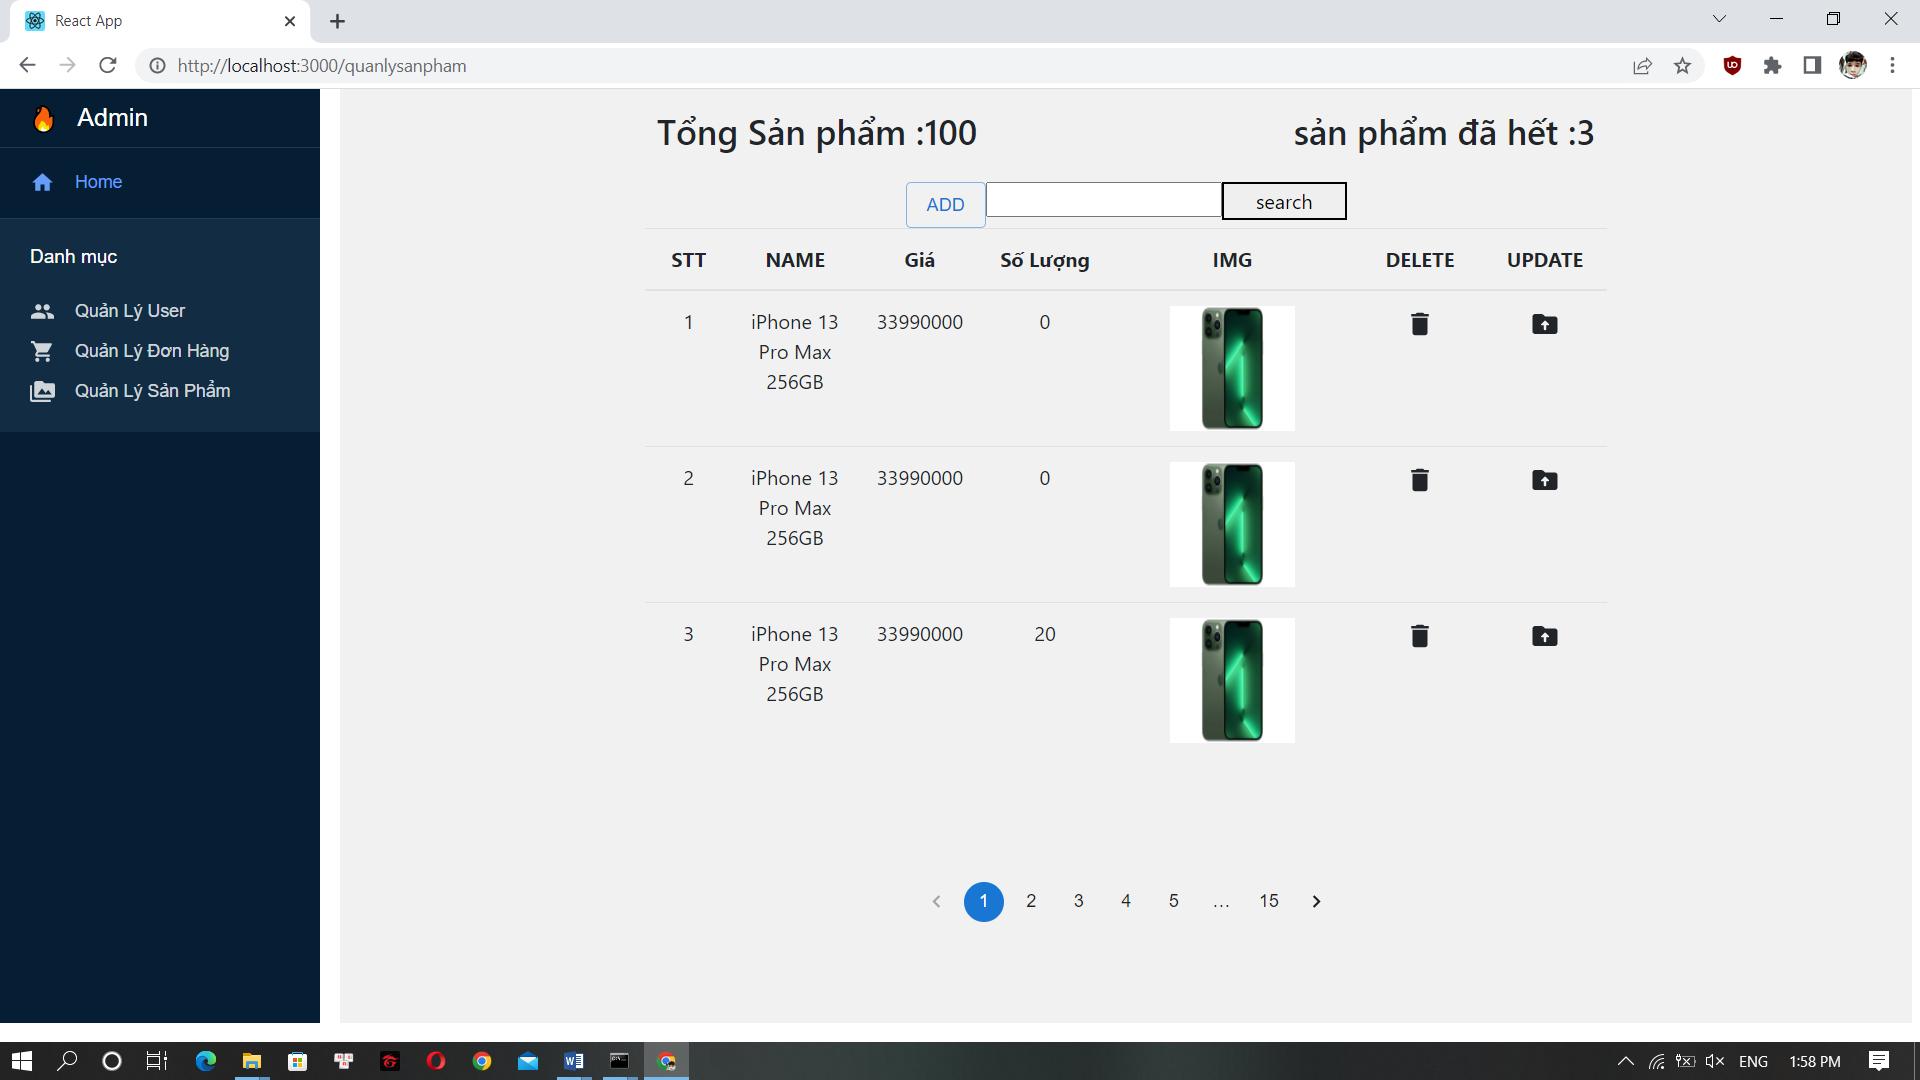 React App
http://localhost:3000/quanlysanpham
Admin
Home
Danh mục
Quản Lý User
Quản Lý Đơn Hàng
Quản Lý Sản Phẩm
Tổng Sản phẩm :100
sản phẩm đã hết :3
ADD
search
STT NAME Giá Số Lượng IMG DELETE UPDATE
1 iPhone 13 33990000 0
Pro Max
256GB
2 iPhone 13 33990000 0
Pro Max
256GB
3 iPhone 13 33990000 20
Pro Max
256GB
1 2 3 4 5 ... 15
ENG 1:58 PM